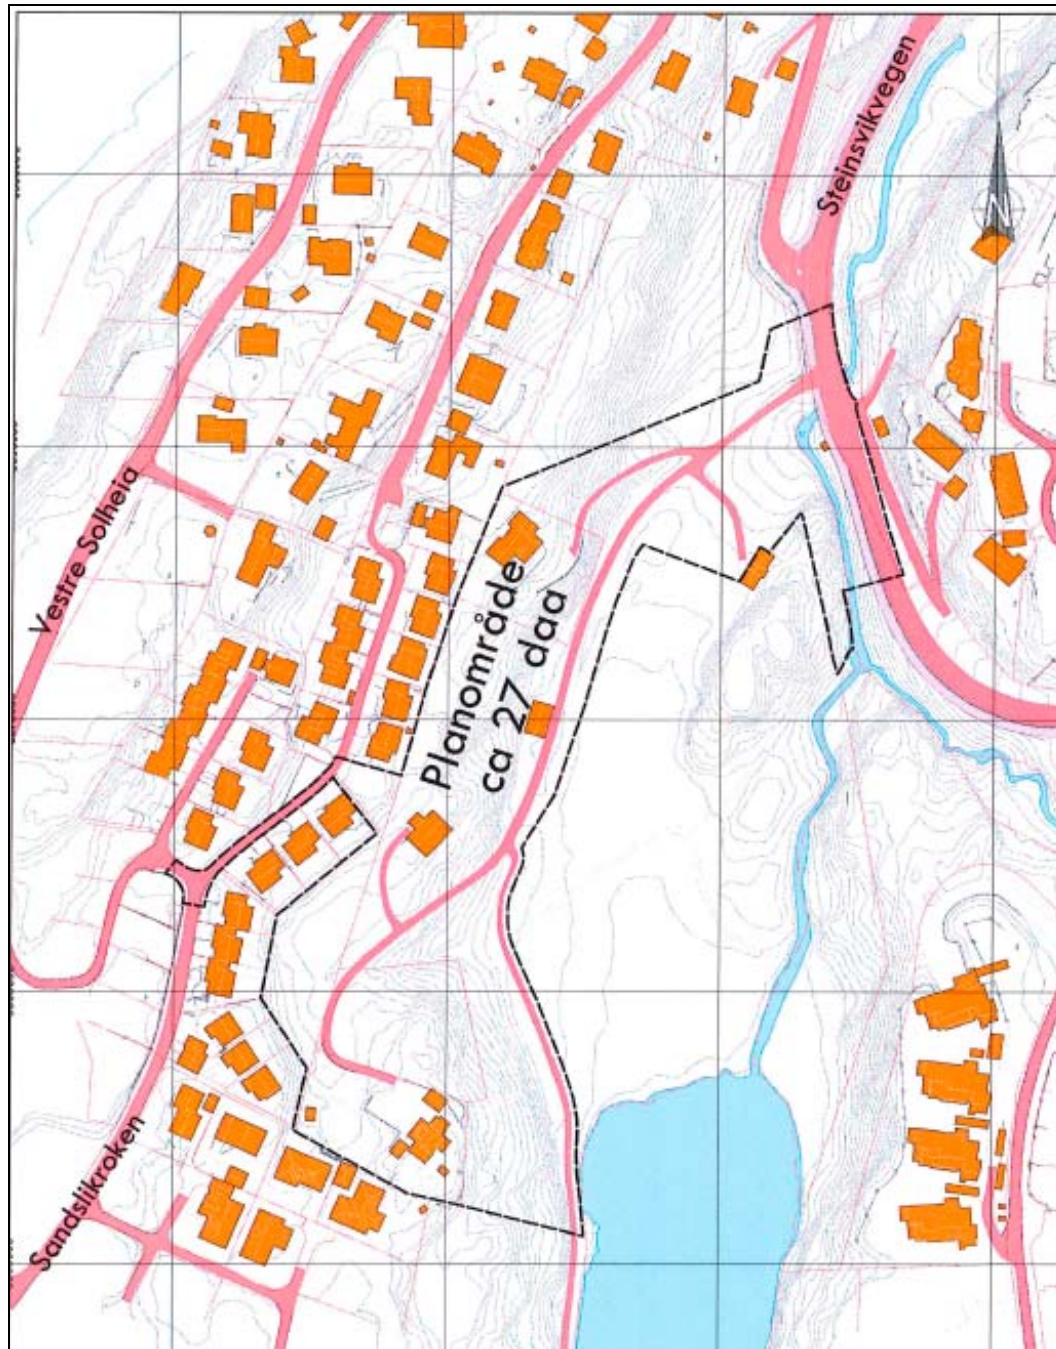 Steinsvikvegen
N
Vestre Solheia
Planområde
ca 27 daa
Sandslikroken